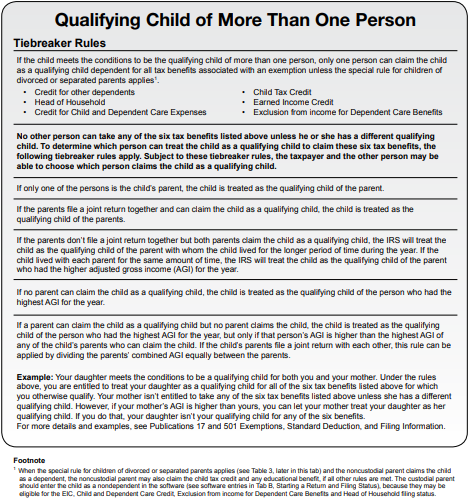 Qualifying Child of More Than One Person
Tiebreaker Rules
If the child meets the conditions to be the qualifying child of more than one person, only one person can claim the child
as a qualifying child dependent for all tax benefits associated with an exemption unless the special rule for children of
divorced or separated parents applies¹.
• Credit for other dependents
• Head of Household
• Credit for Child and Dependent Care Expenses
• Child Tax Credit
• Earned Income Credit
• Exclusion from income for Dependent Care Benefits
No other person can take any of the six tax benefits listed above unless he or she has a different qualifying
child. To determine which person can treat the child as a qualifying child to claim these six tax benefits, the
following tiebreaker rules apply. Subject to these tiebreaker rules, the taxpayer and the other person may be
able to choose which person claims the child as a qualifying child.
If only one of the persons is the child's parent, the child is treated as the qualifying child of the parent.
If the parents file a joint return together and can claim the child as a qualifying child, the child is treated as the
qualifying child of the parents.
If the parents don't file a joint return together but both parents claim the child as a qualifying child, the IRS will treat the
child as the qualifying child of the parent with whom the child lived for the longer period of time during the year. If the
child lived with each parent for the same amount of time, the IRS will treat the child as the qualifying child of the parent
who had the higher adjusted gross income (AGI) for the year.
If no parent can claim the child as a qualifying child, the child is treated as the qualifying child of the person who had the
highest AGI for the year.
If a parent can claim the child as a qualifying child but no parent claims the child, the child is treated as the qualifying
child of the person who had the highest AGI for the year, but only if that person's AGI is higher than the highest AGI of
any of the child's parents who can claim the child. If the child's parents file a joint return with each other, this rule can be
applied by dividing the parents' combined AGI equally between the parents.
Example: Your daughter meets the conditions to be a qualifying child for both you and your mother. Under the rules
above, you are entitled to treat your daughter as a qualifying child for all of the six tax benefits listed above for which
you otherwise qualify. Your mother isn't entitled to take any of the six tax benefits listed above unless she has a different
qualifying child. However, if your mother's AGI is higher than yours, you can let your mother treat your daughter as her
qualifying child. If you do that, your daughter isn't your qualifying child for any of the six benefits.
For more details and examples, see Publications 17 and 501 Exemptions, Standard Deduction, and Filing Information.
Footnote
¹ When the special rule for children of divorced or separated parents applies (see Table 3, later in this tab) and the noncustodial parent claims the child
as a dependent, the noncustodial parent may also claim the child tax credit and any educational benefit, if all other rules are met. The custodial parent
should enter the child as a nondependent in the software (see software entries in Tab B, Starting a Return and Filing Status), because they may be
eligible for the EIC, Child and Dependent Care Credit, Exclusion from income for Dependent Care Benefits and Head of Household filing status.